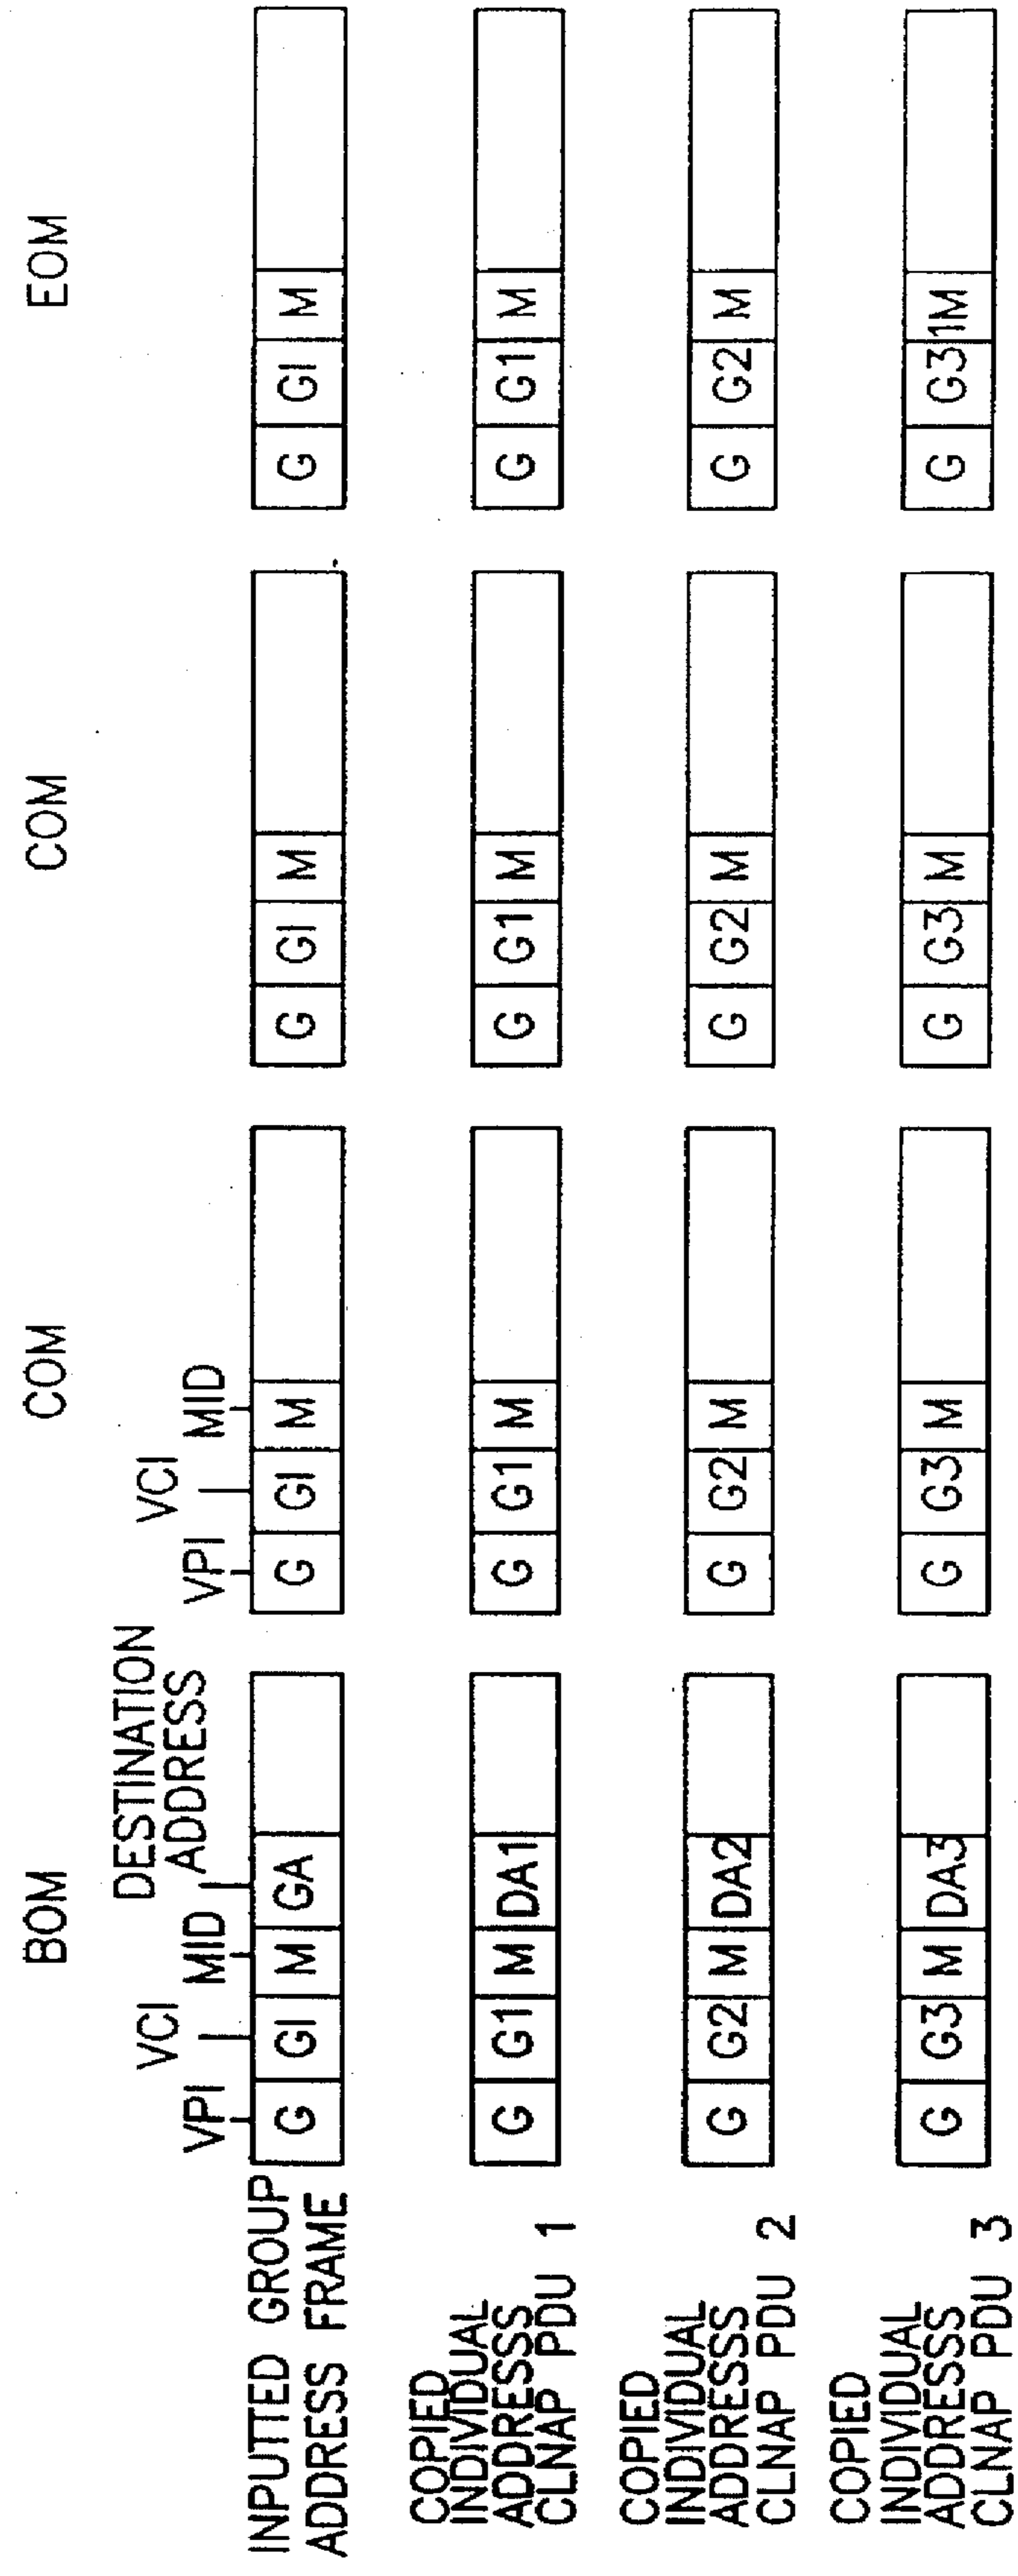 BOM COM COM EOM
DESTINATION
VCI ADDRESS VCI
VPI MID VPI MID
INPUTTED GROUP
ADDRESS FRAME
G GI M GA G GI M G GI M G GI M
COPIED
INDIVIDUAL
ADDRESSS
CLNAP PDU 1
G G1 M DA1 G G1 M G G1 M G G1 M
COPIED
INDIVIDUAL
ADDRESSS
CLNAP PDU 2
G G2 M DA2 G G2 M G G2 M G G2 M
COPIED
INDIVIDUAL
ADDRESSS
CLNAP PDU 3
G G3 M DA3 G G3 M G G3 M G G3 1M